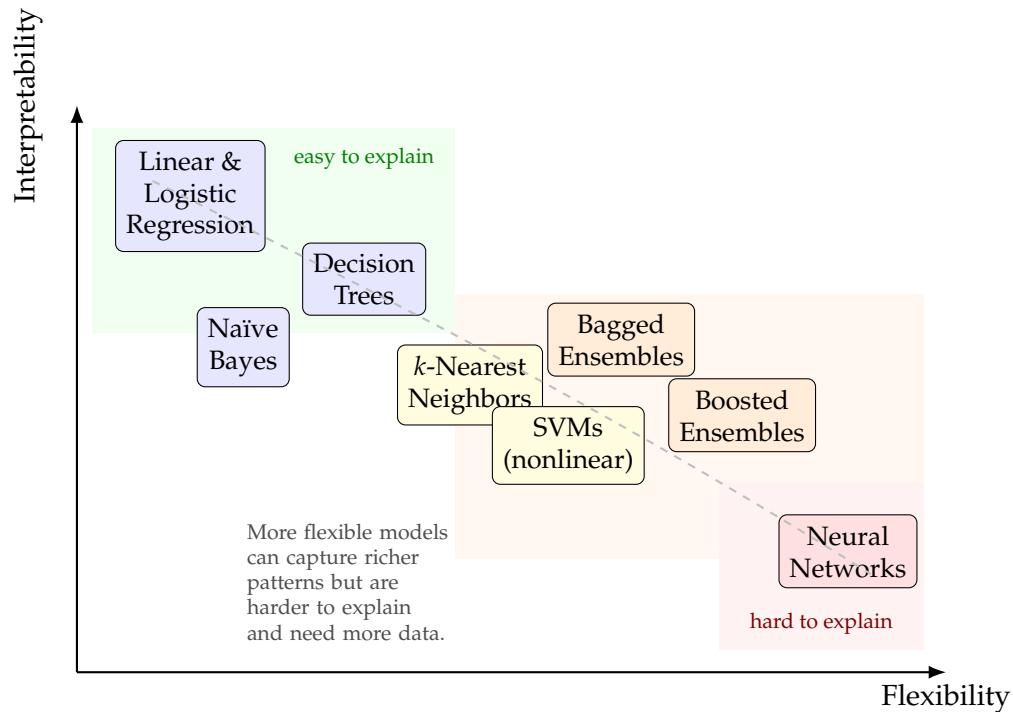 Interpretability
easy to explain
Linear &
Logistic
Regression
Decision
Trees
Naïve
Bayes
Bagged
Ensembles
k-Nearest
Neighbors
Boosted
Ensembles
SVMs
(nonlinear)
More flexible models
can capture richer
patterns but are
harder to explain
and need more data.
Neural
Networks
hard to explain
Flexibility